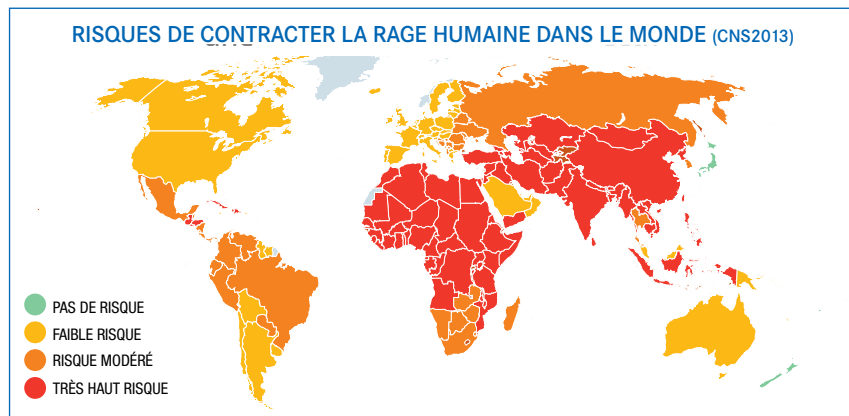 RISQUES DE CONTRACTER LA RAGE HUMAINE DANS LE MONDE (CNS2013)
PAS DE RISQUE
FAIBLE RISQUE
RISQUE MODÉRÉ
TRÈS HAUT RISQUE